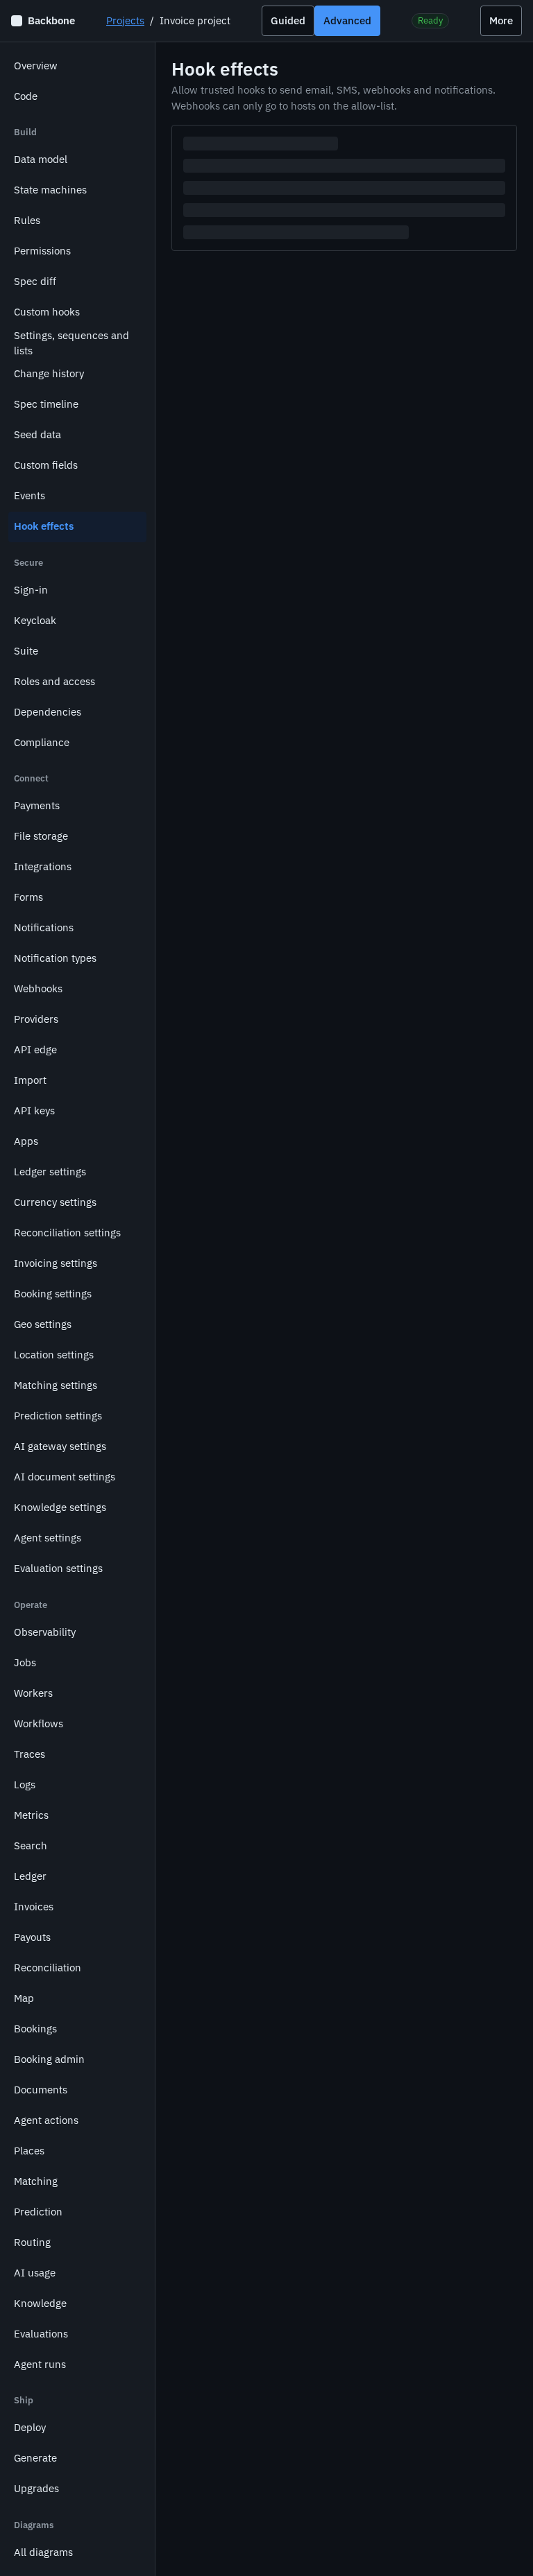 Backbone
Projects / Invoice project
Guided
Advanced
Ready
More
Overview
Code
Build
Data model
State machines
Rules
Permissions
Spec diff
Custom hooks
Settings, sequences and
lists
Change history
Spec timeline
Seed data
Custom fields
Events
Hook effects
Secure
Sign-in
Keycloak
Suite
Roles and access
Dependencies
Compliance
Connect
Payments
File storage
Integrations
Forms
Notifications
Notification types
Webhooks
Providers
API edge
Import
API keys
Apps
Ledger settings
Currency settings
Reconciliation settings
Invoicing settings
Booking settings
Geo settings
Location settings
Matching settings
Prediction settings
AI gateway settings
AI document settings
Knowledge settings
Agent settings
Evaluation settings
Operate
Observability
Jobs
Workers
Workflows
Traces
Logs
Metrics
Search
Ledger
Invoices
Payouts
Reconciliation
Map
Bookings
Booking admin
Documents
Agent actions
Places
Matching
Prediction
Routing
AI usage
Knowledge
Evaluations
Agent runs
Ship
Deploy
Generate
Upgrades
Diagrams
All diagrams
Hook effects
Allow trusted hooks to send email, SMS, webhooks and notifications.
Webhooks can only go to hosts on the allow-list.